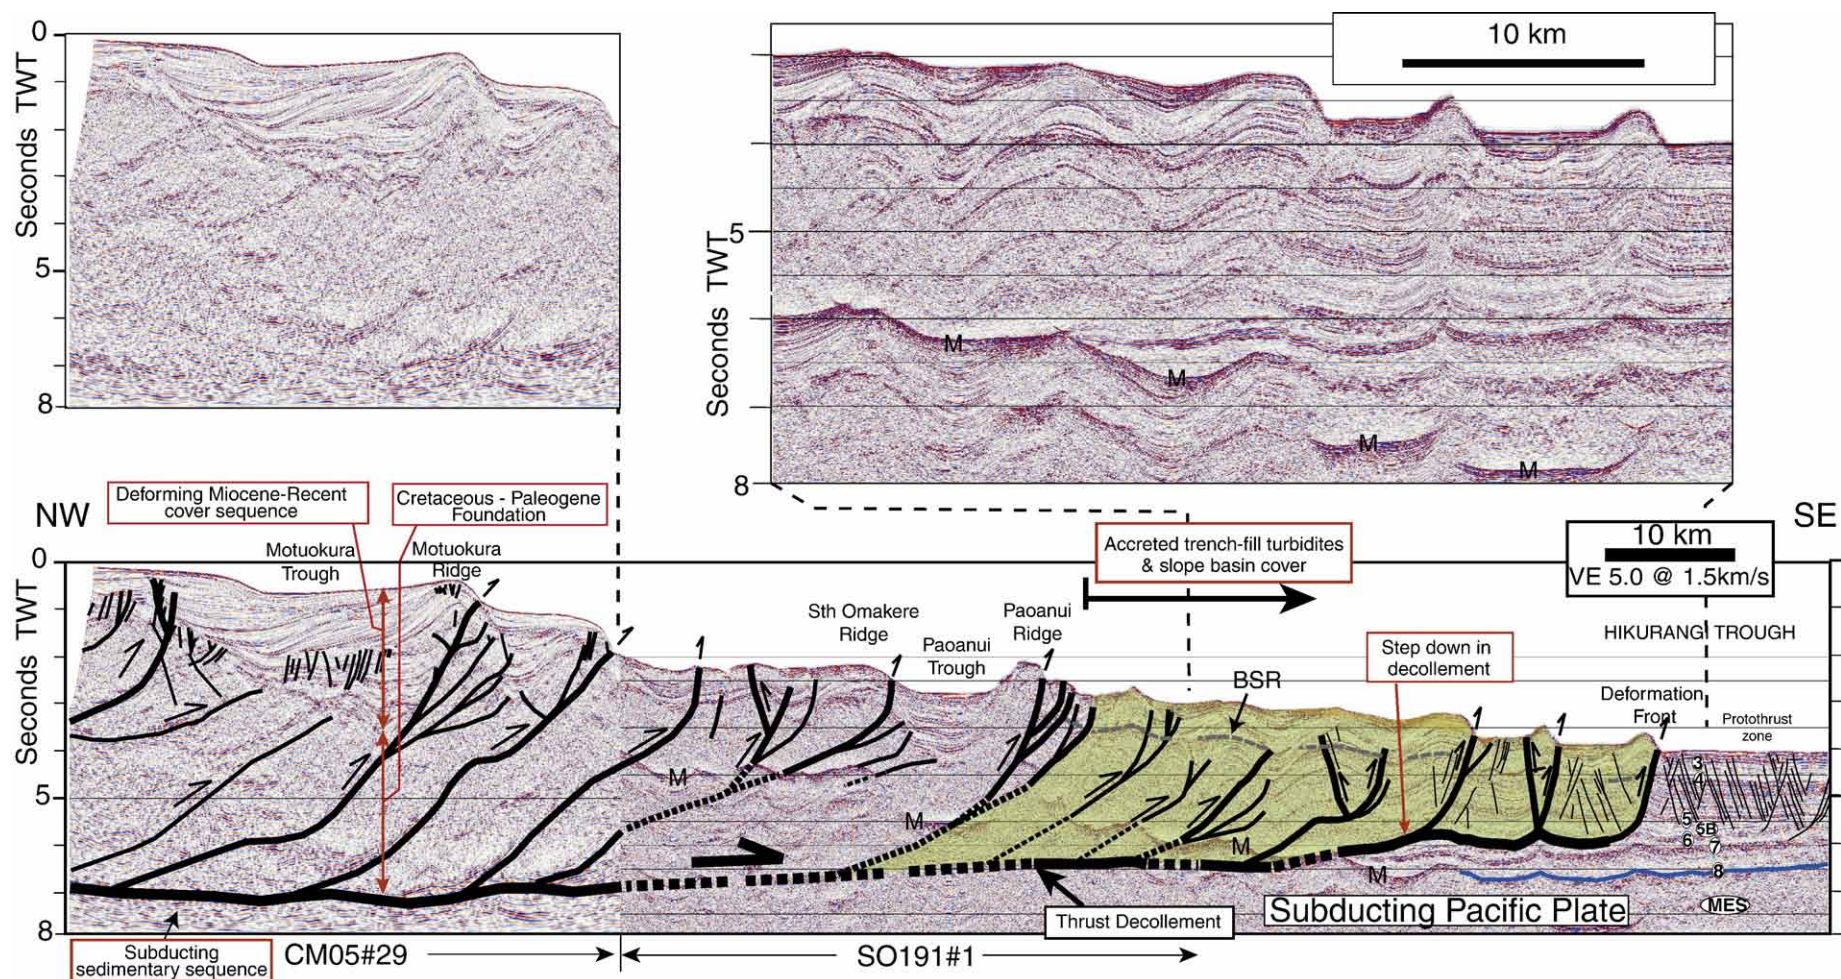 0
Seconds TWT
5
8
10 km
Seconds TWT
5
8
M
M
M
M
Deforming Miocene-Recent
cover sequence
Cretaceous - Paleogene
Foundation
NW
SE
Accreted trench-fill turbidites
& slope basin cover
10 km
VE 5.0 @ 1.5km/s
0
Seconds TWT
5
8
Motuokura
Trough
Motuokura
Ridge
Sth Omakere
Ridge
Paoanui
Trough
Paoanui
Ridge
HIKURANGI TROUGH
Step down in
decollement
BSR
Deformation
Front
Protothrust
zone
3
4
5
5B
6
7
8
M
M
M
M
MES
Thrust Decollement
Subducting Pacific Plate
Subducting
sedimentary sequence
CM05#29
SO191#1